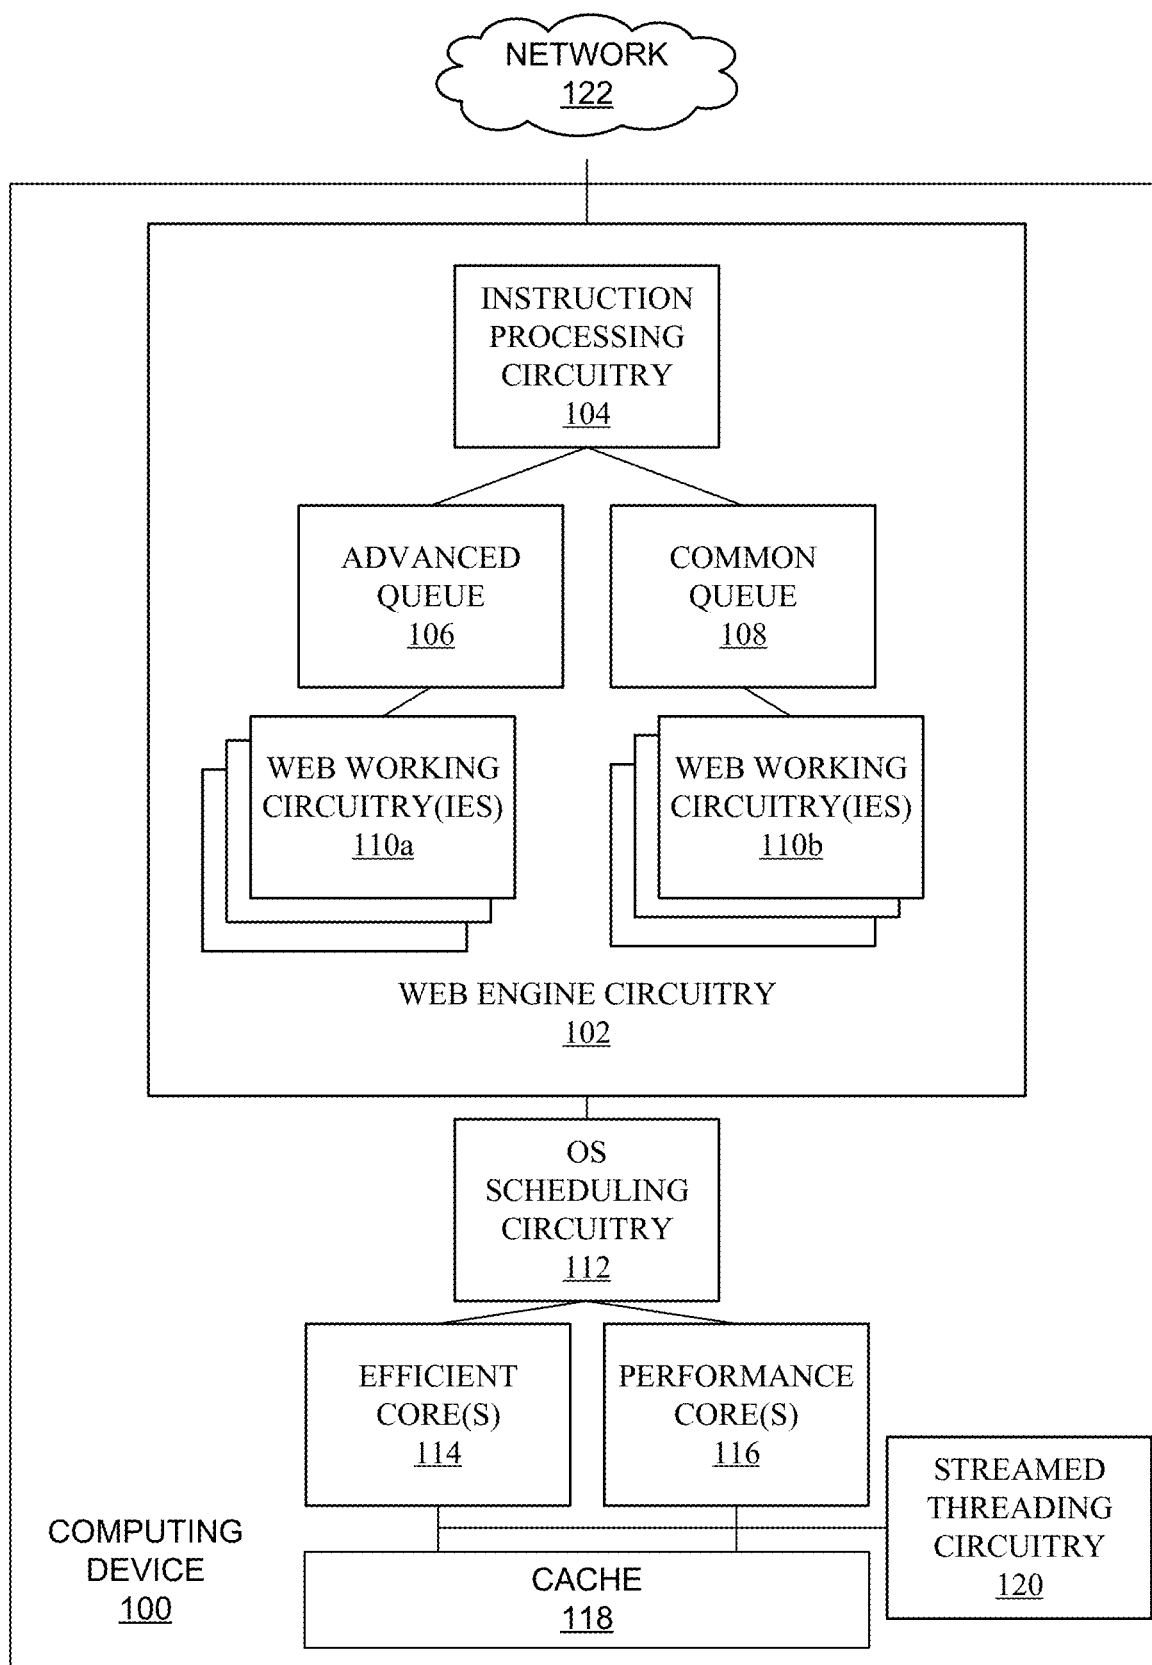 NETWORK
122
INSTRUCTION
PROCESSING
CIRCUITRY
104
ADVANCED
QUEUE
106
COMMON
QUEUE
108
WEB WORKING
CIRCUITRY(IES)
110a
WEB WORKING
CIRCUITRY(IES)
110b
WEB ENGINE CIRCUITRY
102
OS
SCHEDULING
CIRCUITRY
112
EFFICIENT
CORE(S)
114
PERFORMANCE
CORE(S)
116
STREAMED
THREADING
CIRCUITRY
120
COMPUTING
DEVICE
100
CACHE
118